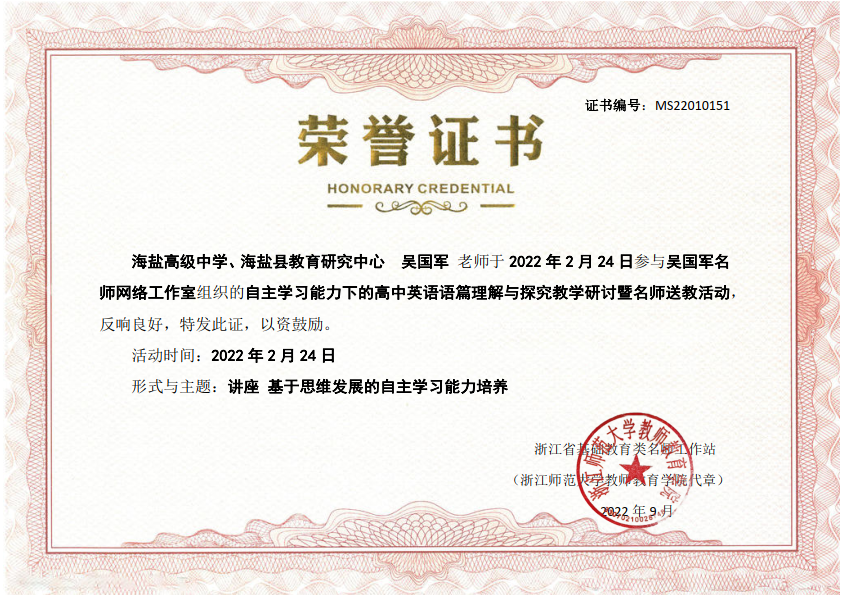 证书编号：MS22010151
荣誉证书
HONORARY CREDENTIAL
海盐高级中学、海盐县教育研究中心 吴国军 老师于 2022 年 2 月 24 日参与吴国军名
师网络工作室组织的自主学习能力下的高中英语语篇理解与探究教学研讨暨名师送教活动，
反响良好，特发此证，以资鼓励。
活动时间：2022 年 2 月 24 日
形式与主题：讲座 基于思维发展的自主学习能力培养
浙江省基础教育类名师工作站
（浙江师范大学教师教育学院代章）
2022 年 9 月
浙江师范大学教师教育学院